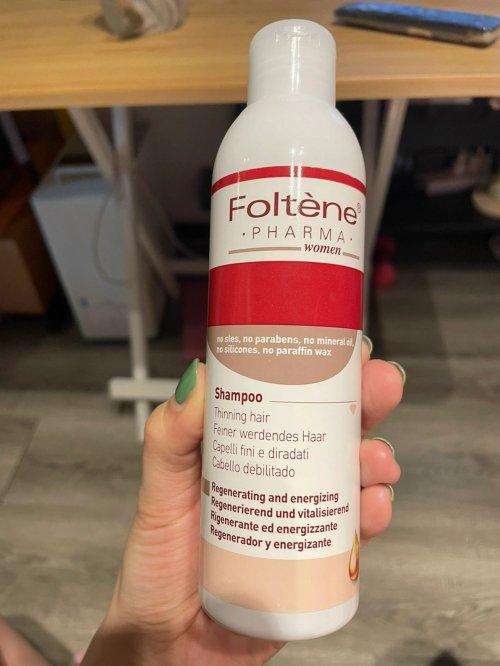 Foltène®
PHARMA
women
no sles, no parabens, no mineral oil,
no silicones, no paraffin wax
Shampoo
Thinning hair
Feiner werdendes Haar
Capelli fini e diradati
Cabello debilitado
Regenerating and energizing
Regenerierend und vitalisierend
Rigenerante ed energizzante
Regenerador y energizante